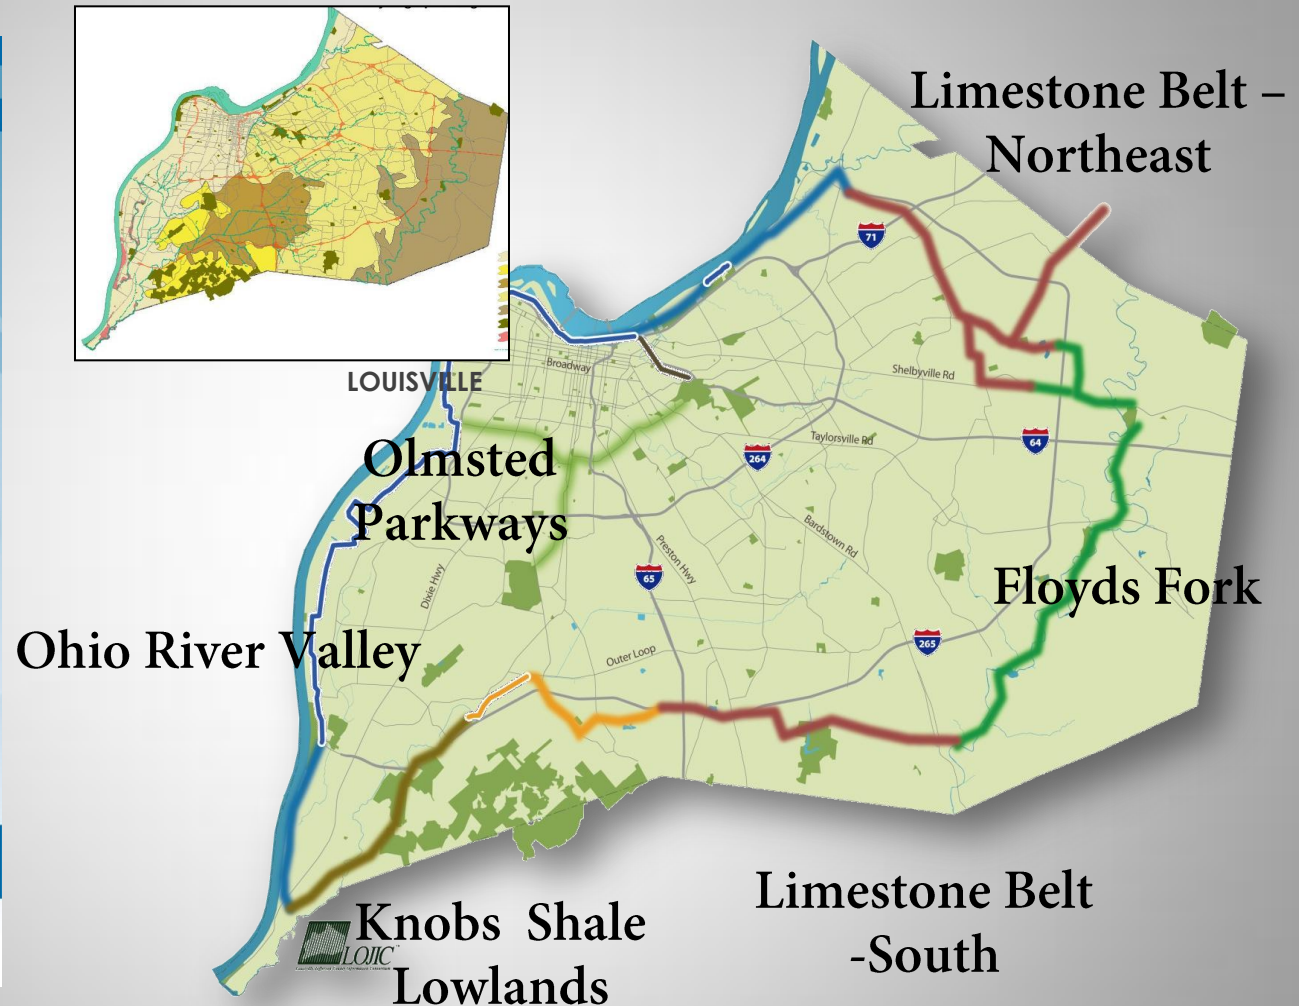 Limestone Belt –
Northeast
71
Broadway
Shelbyville Rd
LOUISVILLE
Olmsted
Parkways
264
Taylorsville Rd
64
Bardstown Rd
Preston Hwy
Dixie Hwy
65
Floyds Fork
265
Ohio River Valley
Outer Loop
Limestone Belt
-South
Knobs Shale
Lowlands
LOJIC